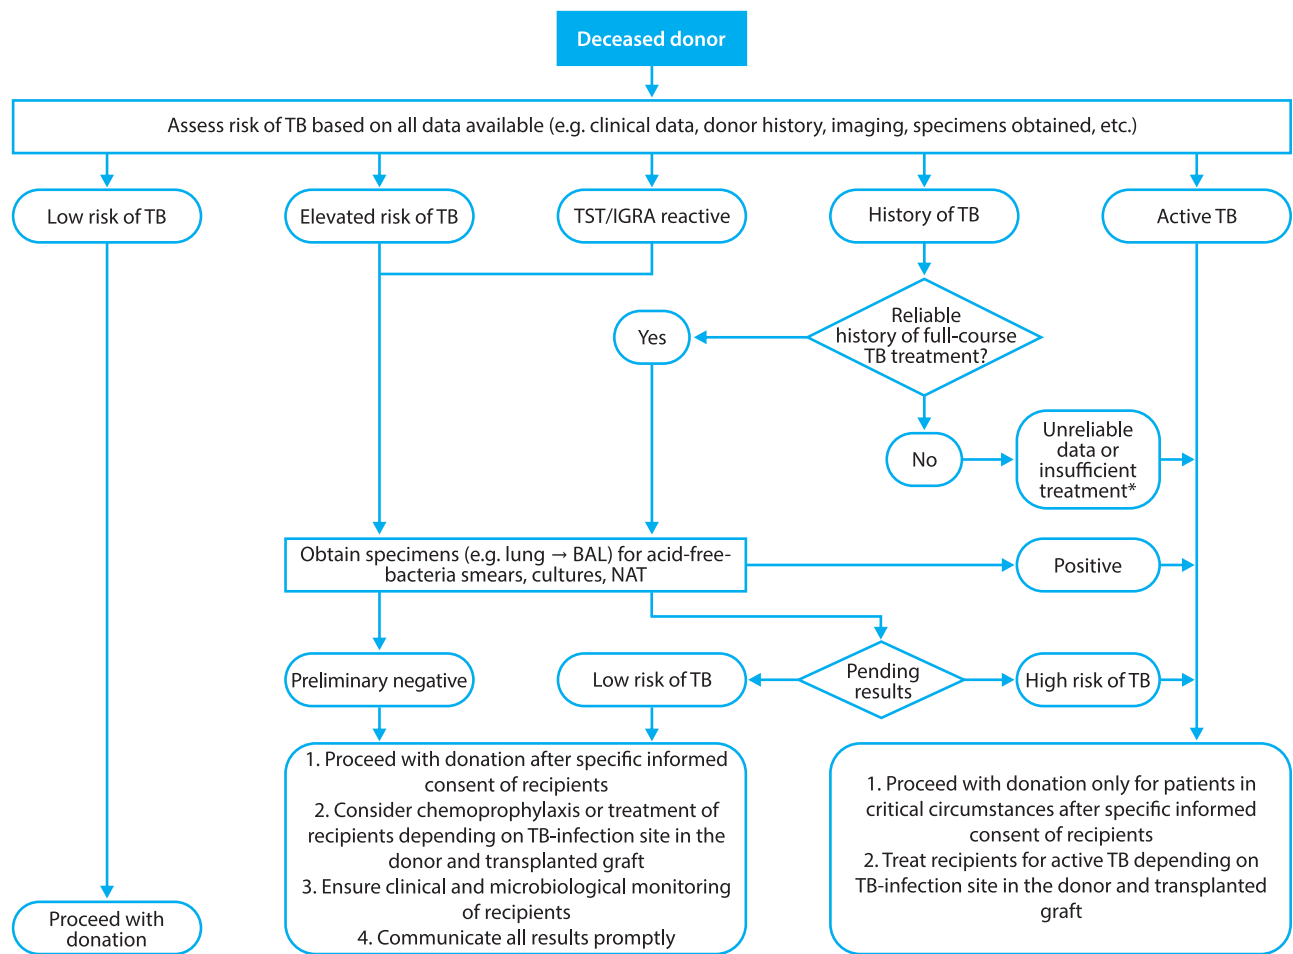 Deceased donor
Assess risk of TB based on all data available (e.g. clinical data, donor history, imaging, specimens obtained, etc.)
Low risk of TB
Elevated risk of TB
TST/IGRA reactive
History of TB
Active TB
Reliable
history of full-course
TB treatment?
Yes
No
Unreliable
data or
insufficient
treatment*
Obtain specimens (e.g. lung → BAL) for acid-free-
bacteria smears, cultures, NAT
Positive
Preliminary negative
Low risk of TB
Pending
results
High risk of TB
1. Proceed with donation after specific informed
consent of recipients
2. Consider chemoprophylaxis or treatment of
recipients depending on TB-infection site in the
donor and transplanted graft
3. Ensure clinical and microbiological monitoring
of recipients
4. Communicate all results promptly
1. Proceed with donation only for patients in
critical circumstances after specific informed
consent of recipients
2. Treat recipients for active TB depending on
TB-infection site in the donor and transplanted
graft
Proceed with
donation